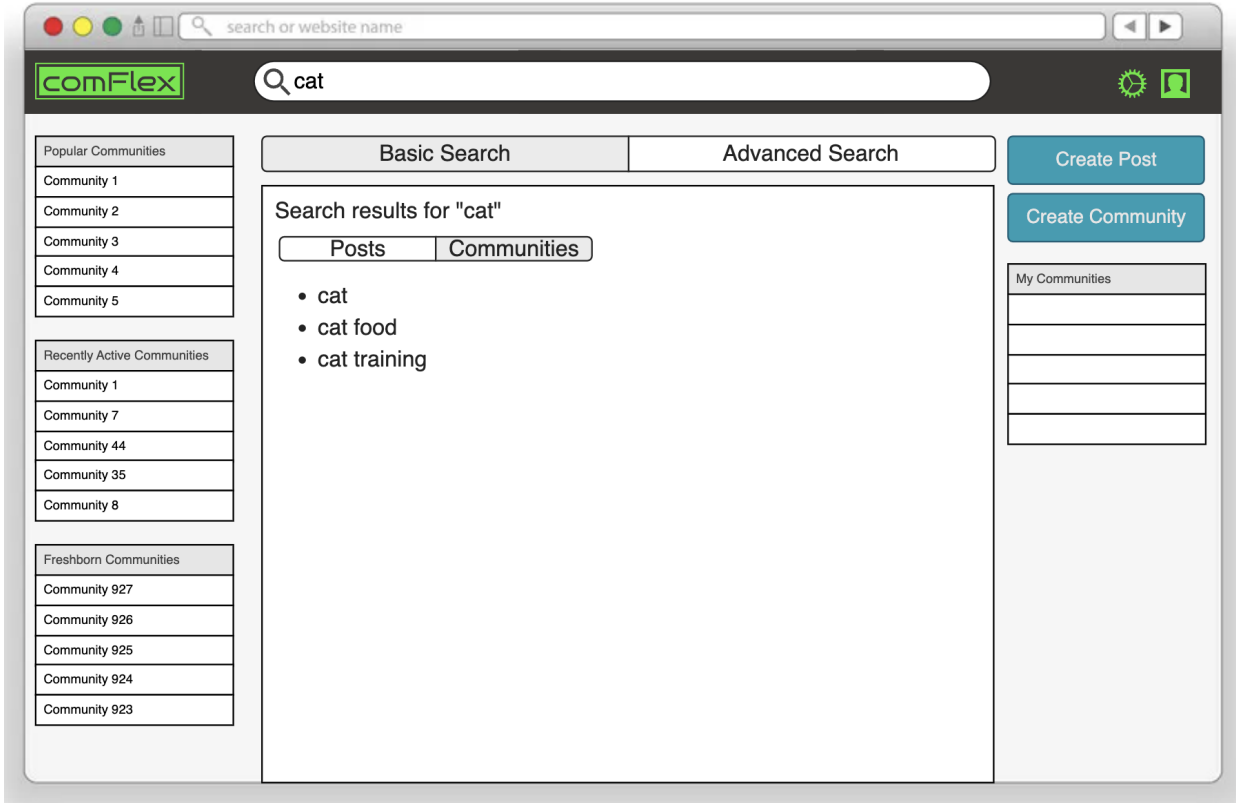 search or website name
comFlex
cat
Popular Communities
Community 1
Community 2
Community 3
Community 4
Community 5
Recently Active Communities
Community 1
Community 7
Community 44
Community 35
Community 8
Freshborn Communities
Community 927
Community 926
Community 925
Community 924
Community 923
Basic Search Advanced Search
Search results for "cat"
Posts Communities
• cat
• cat food
• cat training
Create Post
Create Community
My Communities